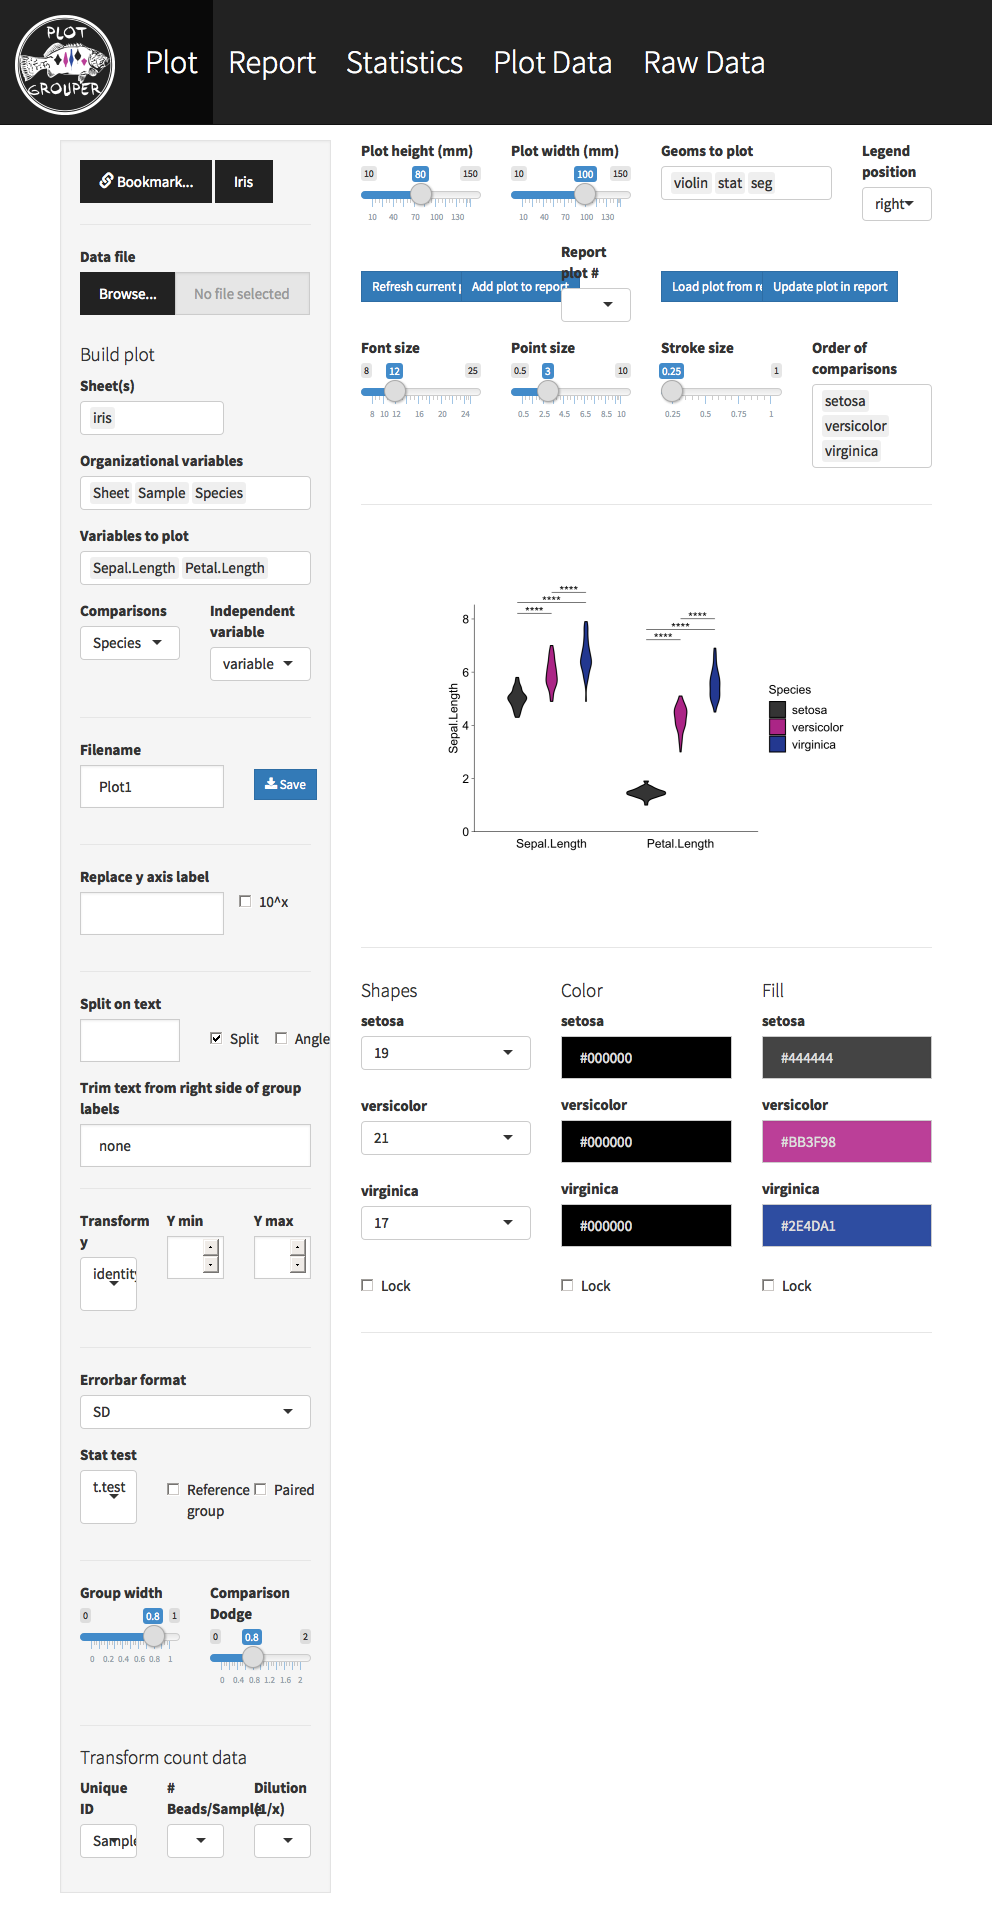 PLOT
GROUPER
Plot Report Statistics Plot Data Raw Data
Bookmark... Iris
Data file
Browse... No file selected
Build plot
Sheet(s)
iris
Organizational variables
Sheet Sample Species
Variables to plot
Sepal.Length Petal.Length
Comparisons
Species
Independent
variable
variable
Filename
Plot1
Save
Replace y axis label
10^x
Split on text
Split Angle
Trim text from right side of group
labels
none
Transform
y
identity
Y min
Y max
Errorbar format
SD
Stat test
t.test
Reference
group
Paired
Group width
0 0.8 1
0 0.2 0.4 0.6 0.8 1
Comparison
Dodge
0 0.8 2
0 0.4 0.8 1.2 1.6 2
Transform count data
Unique
ID
Sample
#
Beads/Sample
Dilution
(1/x)
Plot height (mm)
10 80 150
10 40 70 100 130
Plot width (mm)
10 100 150
10 40 70 100 130
Geoms to plot
violin stat seg
Legend
position
right
Refresh current p
Add plot to report
Report
plot #
Load plot from re
Update plot in report
Font size
8 12 25
8 10 12 16 20 24
Point size
0.5 3 10
0.5 2.5 4.5 6.5 8.5 10
Stroke size
0.25 1
0.25 0.5 0.75 1
Order of
comparisons
setosa
versicolor
virginica
Sepal.Length
8
6
4
2
0
****
****
****
****
****
****
Sepal.Length Petal.Length
Species
setosa
versicolor
virginica
Shapes
setosa
19
versicolor
21
virginica
17
Lock
Color
setosa
#000000
versicolor
#000000
virginica
#000000
Lock
Fill
setosa
#444444
versicolor
#BB3F98
virginica
#2E4DA1
Lock